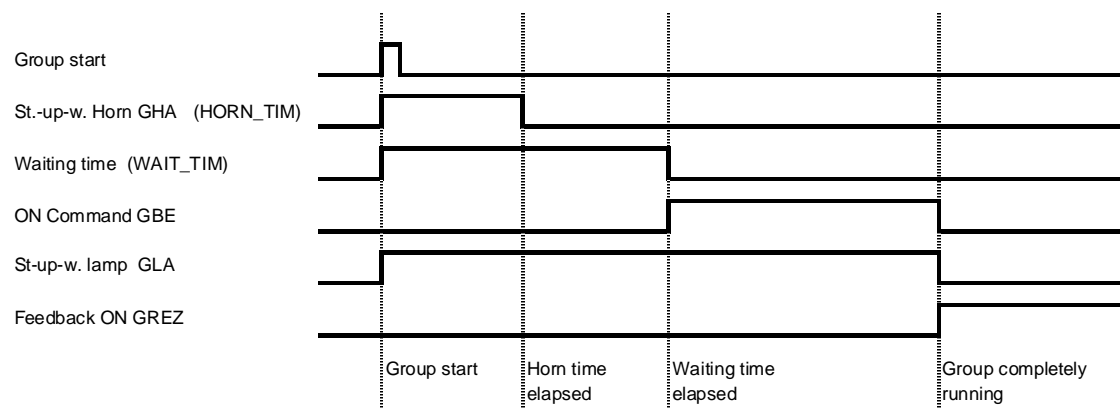 Group start
St.-up-w. Horn GHA (HORN_TIM)
Waiting time (WAIT_TIM)
ON Command GBE
St-up-w. lamp GLA
Feedback ON GREZ
Group start
Horn time
elapsed
Waiting time
elapsed
Group completely
running